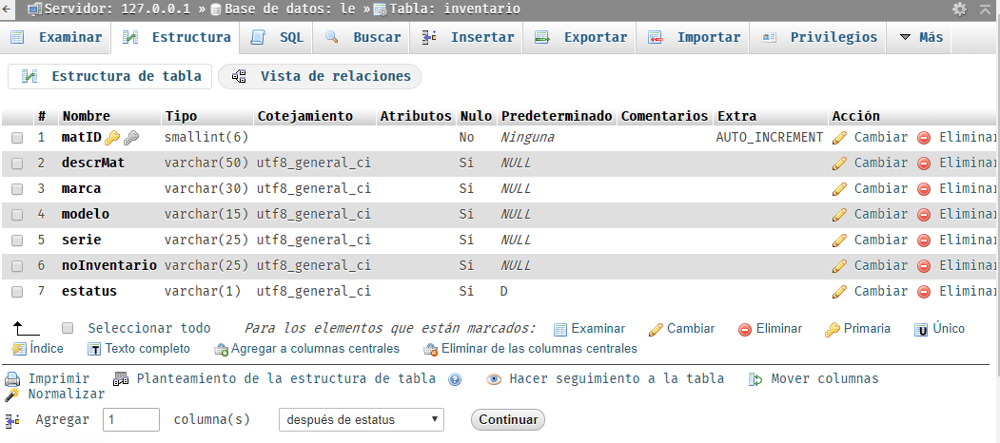 Servidor: 127.0.0.1 » Base de datos: le » Tabla: inventario
Examinar Estructura SQL Buscar Insertar Exportar Importar Privilegios Más
Estructura de tabla Vista de relaciones
# Nombre Tipo Cotejamiento Atributos Nulo Predeterminado Comentarios Extra Acción
1 matID smallint(6) No Ninguna AUTO_INCREMENT Cambiar Eliminar
2 descrMat varchar(50) utf8_general_ci Sí NULL Cambiar Eliminar
3 marca varchar(30) utf8_general_ci Sí NULL Cambiar Eliminar
4 modelo varchar(15) utf8_general_ci Sí NULL Cambiar Eliminar
5 serie varchar(25) utf8_general_ci Sí NULL Cambiar Eliminar
6 noInventario varchar(25) utf8_general_ci Sí NULL Cambiar Eliminar
7 estatus varchar(1) utf8_general_ci Sí D Cambiar Eliminar
Seleccionar todo Para los elementos que están marcados: Examinar Cambiar Eliminar Primaria Único
Índice Texto completo Agregar a columnas centrales Eliminar de las columnas centrales
Imprimir Planteamiento de la estructura de tabla Hacer seguimiento a la tabla Mover columnas
Normalizar
Agregar 1 columna(s) después de estatus Continuar